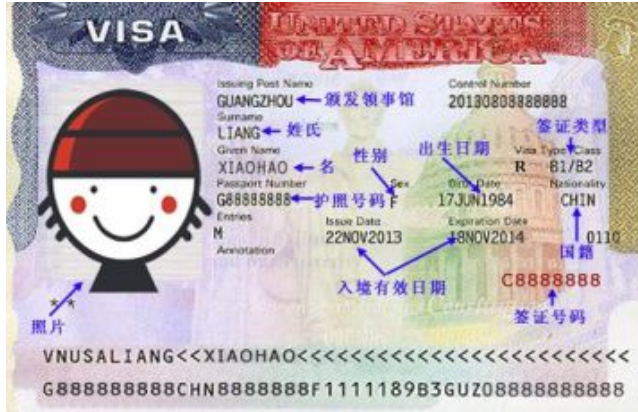 VISA
UNITED STATES
OF AMERICA
Issuing Post Name Control Number
GUANGZHOU 颁发领事馆 20130808888888
Surname 签证类型
LIANG 姓氏
Given Name 性别 出生日期 Visa Type/Class
XIAOHAO 名 R B1/B2
Passport Number Sex Birth Date Nationality
G88888888 护照号码 F 17JUN1984 CHIN
Entries Issue Date Expiration Date
M 22NOV2013 18NOV2014 0110
Annotation 国籍
入境有效日期 C8888888
**
照片 签证号码
VNUSALIANG<<XIAOHAO<<<<<<<<<<<<<<<<<<<<<<<<<
G888888888CHN8888888F1111189B3GUZ08888888888